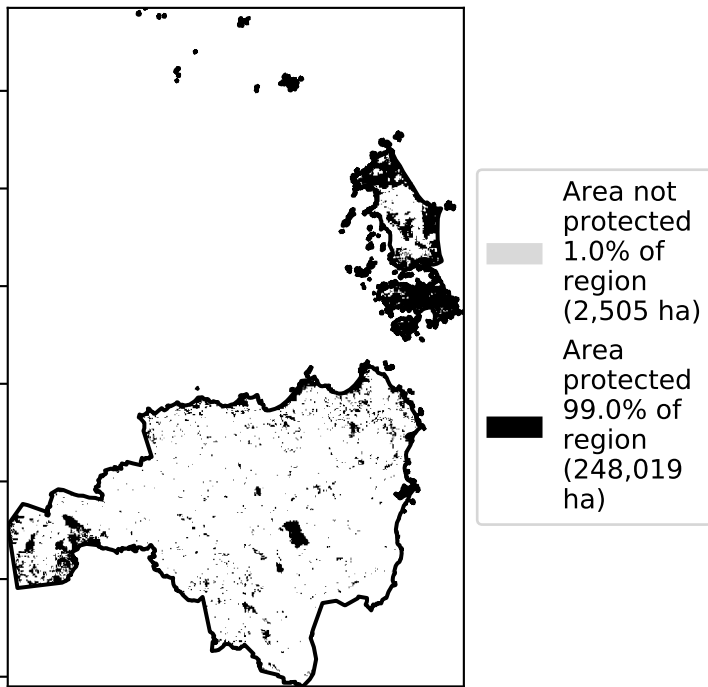 Area not
protected
1.0% of
region
(2,505 ha)
Area
protected
99.0% of
region
(248,019
ha)